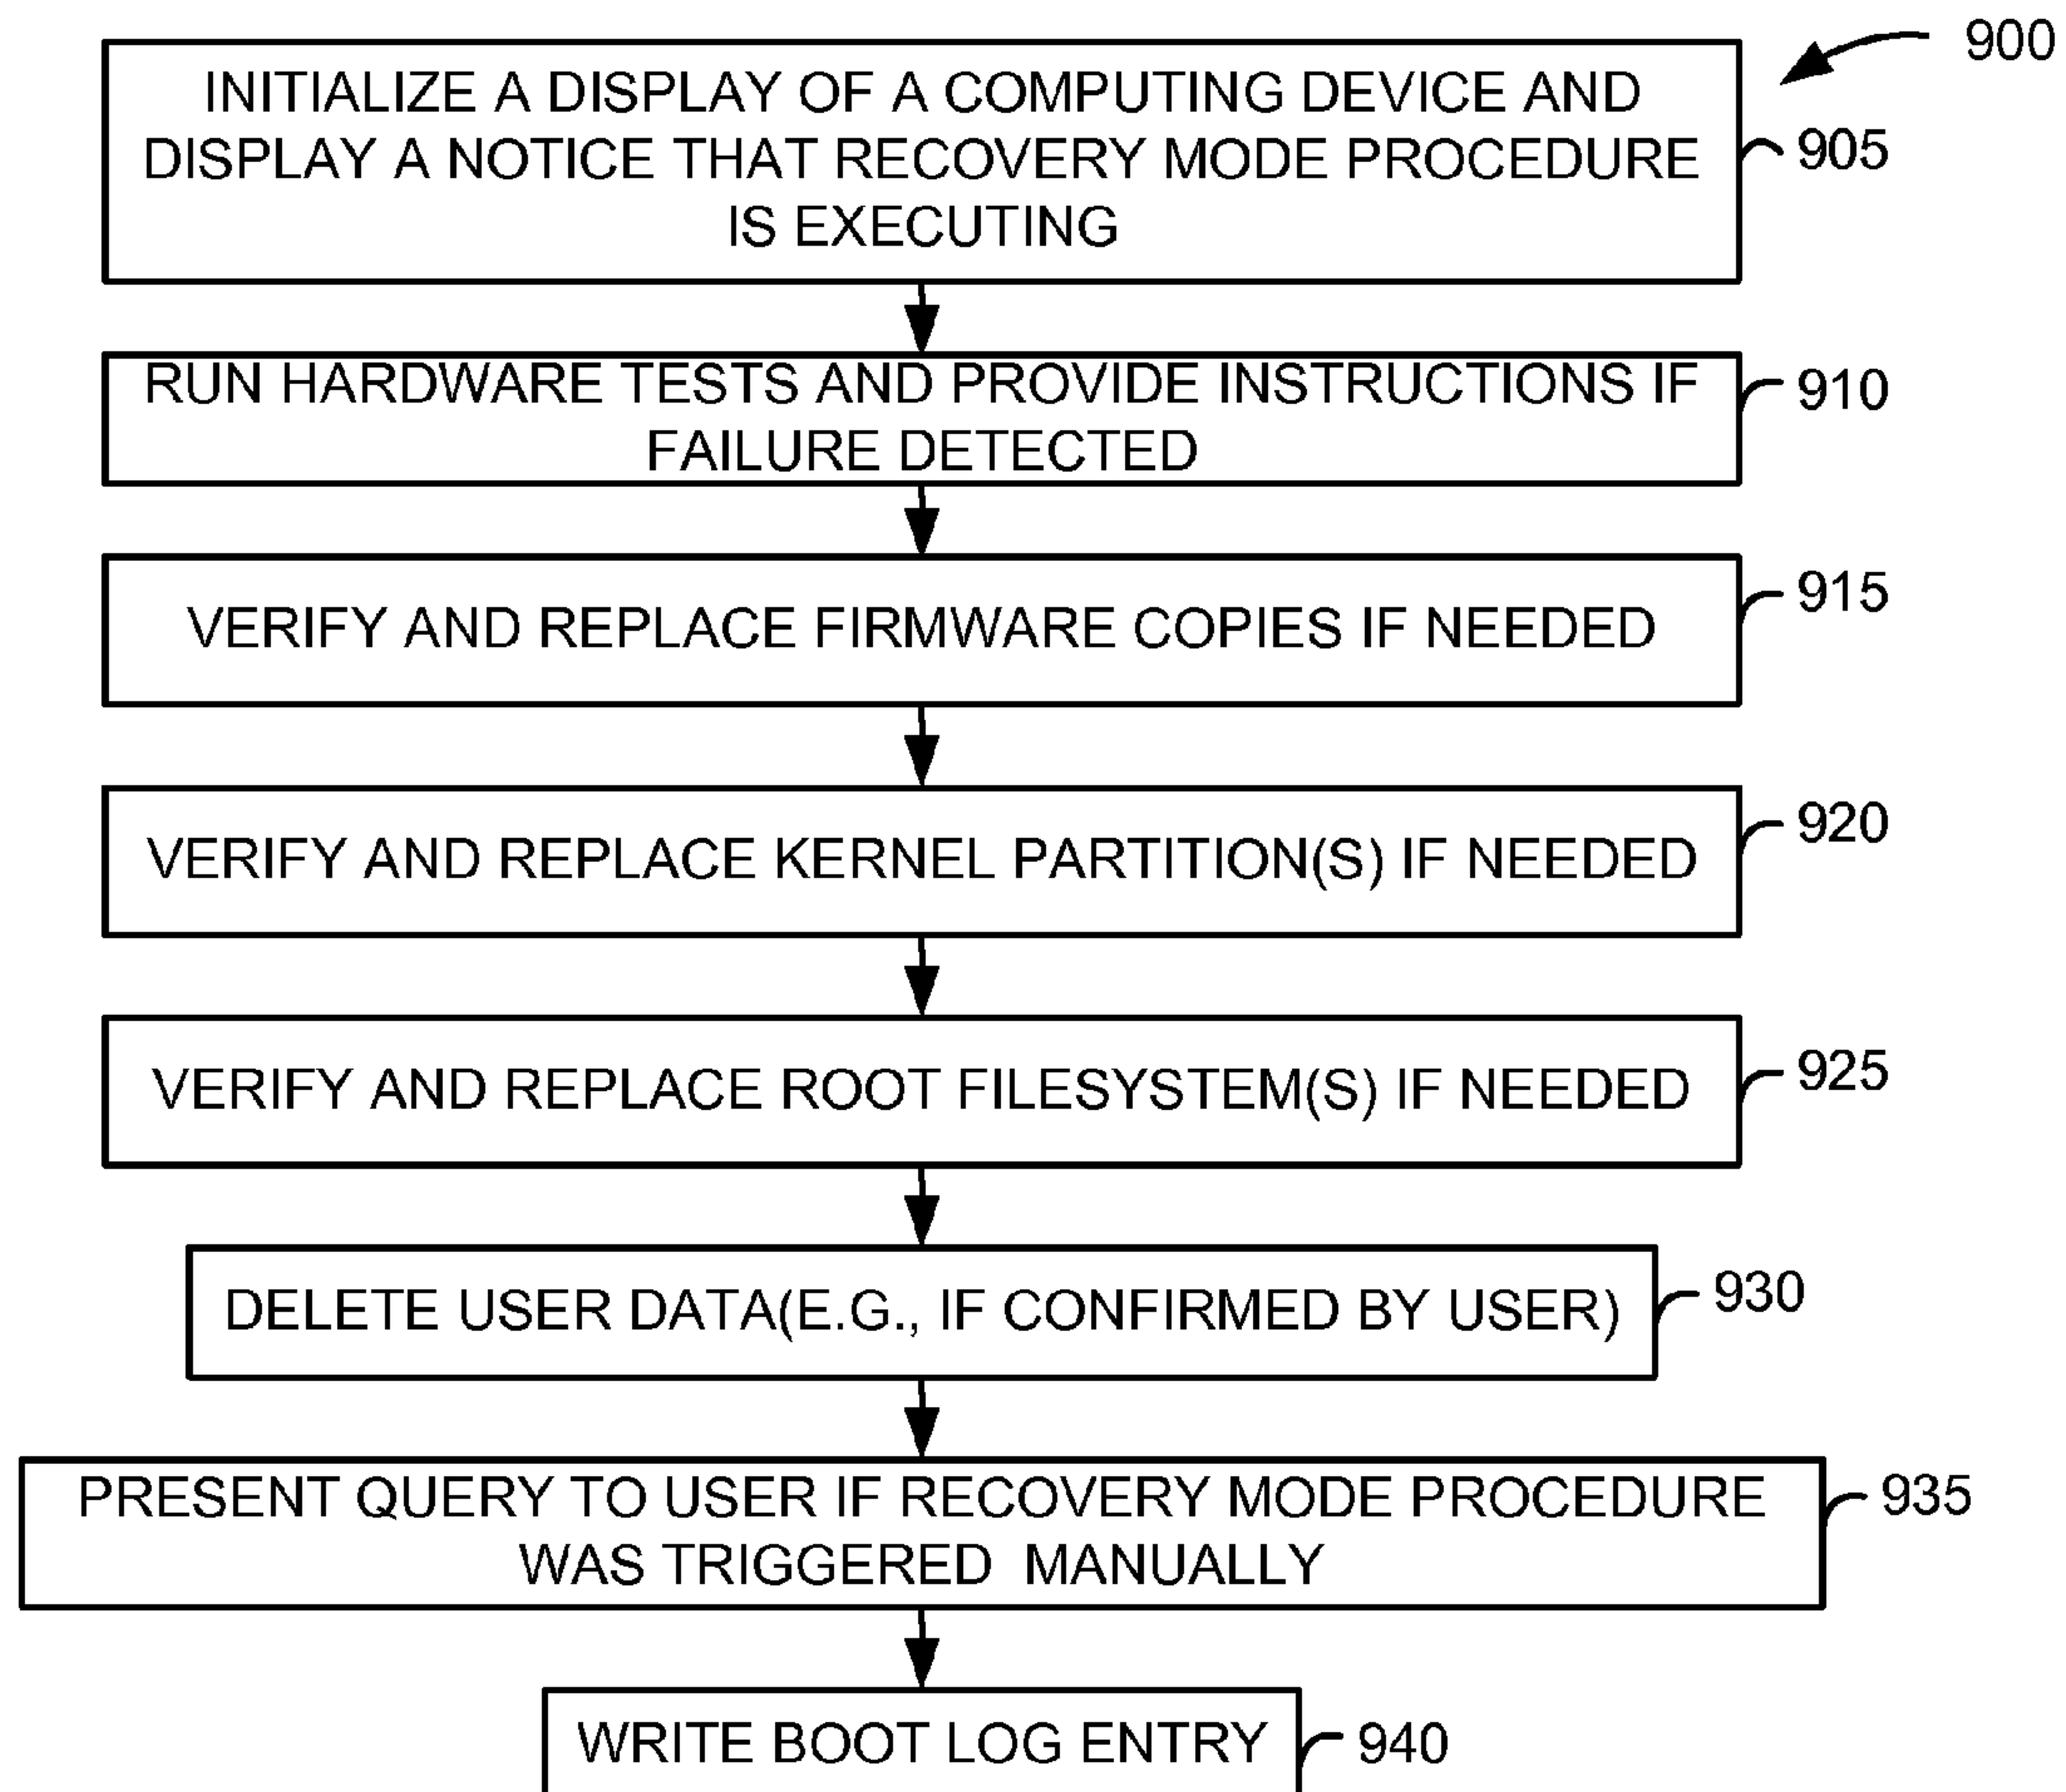 900
INITIALIZE A DISPLAY OF A COMPUTING DEVICE AND
DISPLAY A NOTICE THAT RECOVERY MODE PROCEDURE
IS EXECUTING
905
RUN HARDWARE TESTS AND PROVIDE INSTRUCTIONS IF
FAILURE DETECTED
910
VERIFY AND REPLACE FIRMWARE COPIES IF NEEDED
915
VERIFY AND REPLACE KERNEL PARTITION(S) IF NEEDED
920
VERIFY AND REPLACE ROOT FILESYSTEM(S) IF NEEDED
925
DELETE USER DATA(E.G., IF CONFIRMED BY USER)
930
PRESENT QUERY TO USER IF RECOVERY MODE PROCEDURE
WAS TRIGGERED MANUALLY
935
WRITE BOOT LOG ENTRY
940